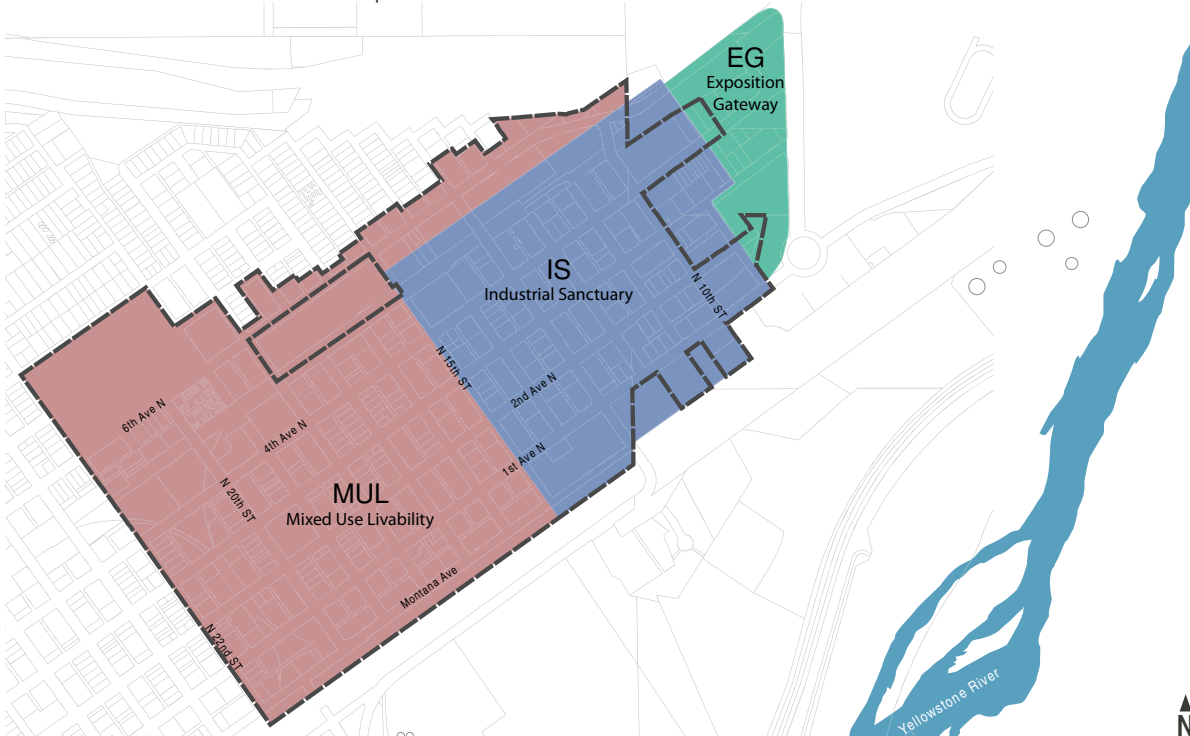 EG
Exposition
Gateway
IS
Industrial Sanctuary
N 10th ST
N 15th ST
2nd Ave N
6th Ave N
4th Ave N
1st Ave N
N 20th ST
MUL
Mixed Use Livability
Montana Ave
N 22nd ST
Yellowstone River
N